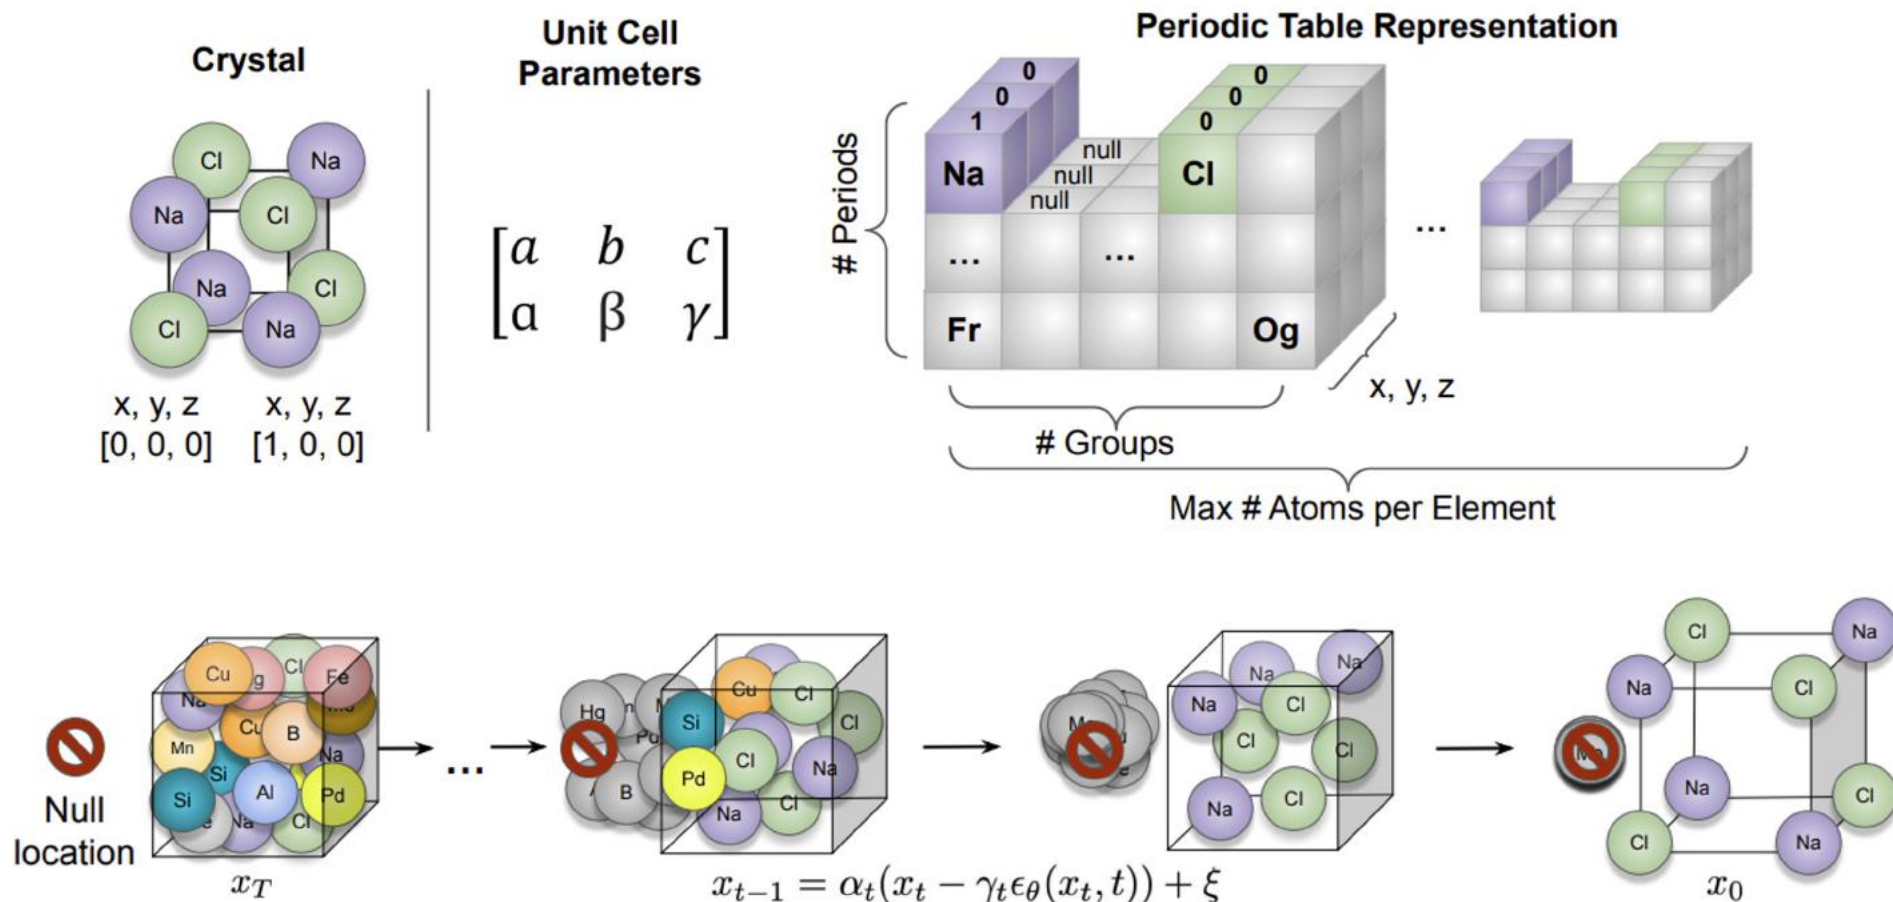 Crystal
Cl Na
Na Cl
Na Cl
Cl Na
x, y, z x, y, z
[0, 0, 0] [1, 0, 0]
Unit Cell
Parameters
a b c
α β γ
Periodic Table Representation
0 0
0 0
1 0
null
null
null
Na Cl
... ...
Fr Og
# Periods
...
x, y, z
# Groups
Max # Atoms per Element
Null
location
Cu g Cl Fe
Na
Cu B
Mn Na
Si
Si Al Pd
e Na Cl
x_T
...
Hg n M Cu Cl
Si Cl
Pd
Cl Na
Pd
B Cl
Na
x_{t-1} = α_t(x_t − γ_t ϵ_θ(x_t, t)) + ξ
Na Na
Na Cl
Cl Cl
Na Cl
Cl Na
Na Cl
Na Cl
Cl Na
x_0